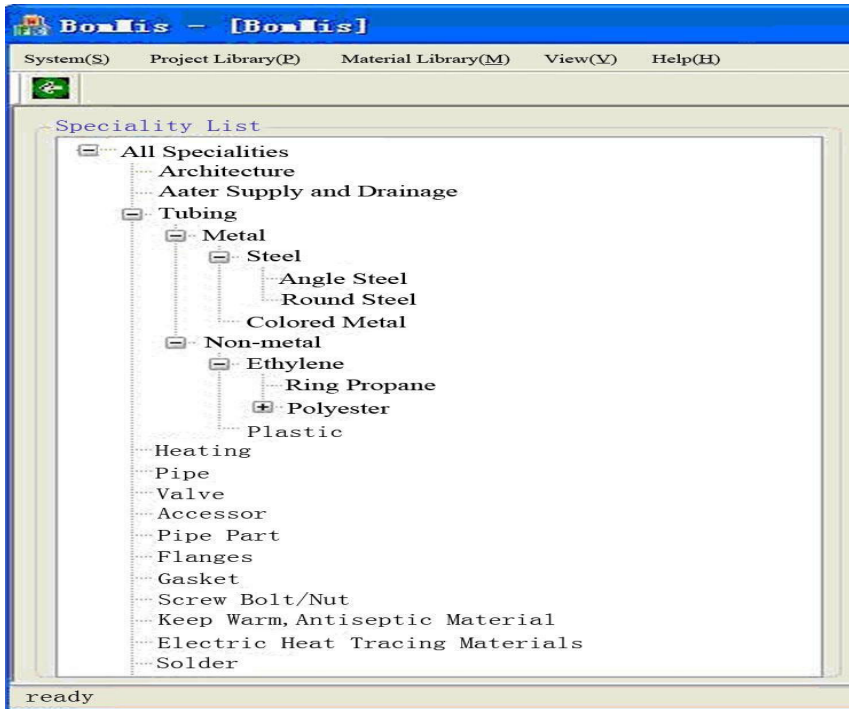 BomMis - [BomMis]
System(S) Project Library(P) Material Library(M) View(V) Help(H)
Speciality List
All Specialities
Architecture
Aater Supply and Drainage
Tubing
Metal
Steel
Angle Steel
Round Steel
Colored Metal
Non-metal
Ethylene
Ring Propane
Polyester
Plastic
Heating
Pipe
Valve
Accessor
Pipe Part
Flanges
Gasket
Screw Bolt/Nut
Keep Warm, Antiseptic Material
Electric Heat Tracing Materials
Solder
ready